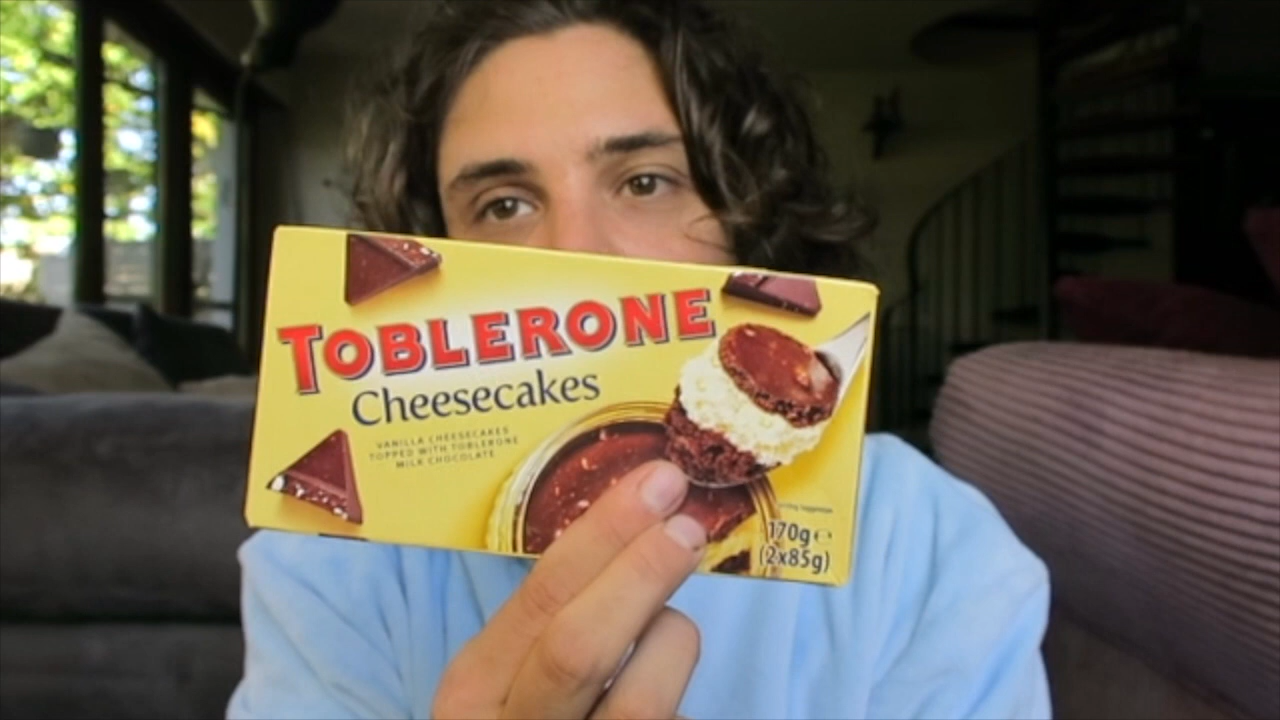 TOBLERONE
Cheesecakes
VANILLA CHEESECAKES
TOPPED WITH TOBLERONE
MILK CHOCOLATE
170g e
(2x85g)